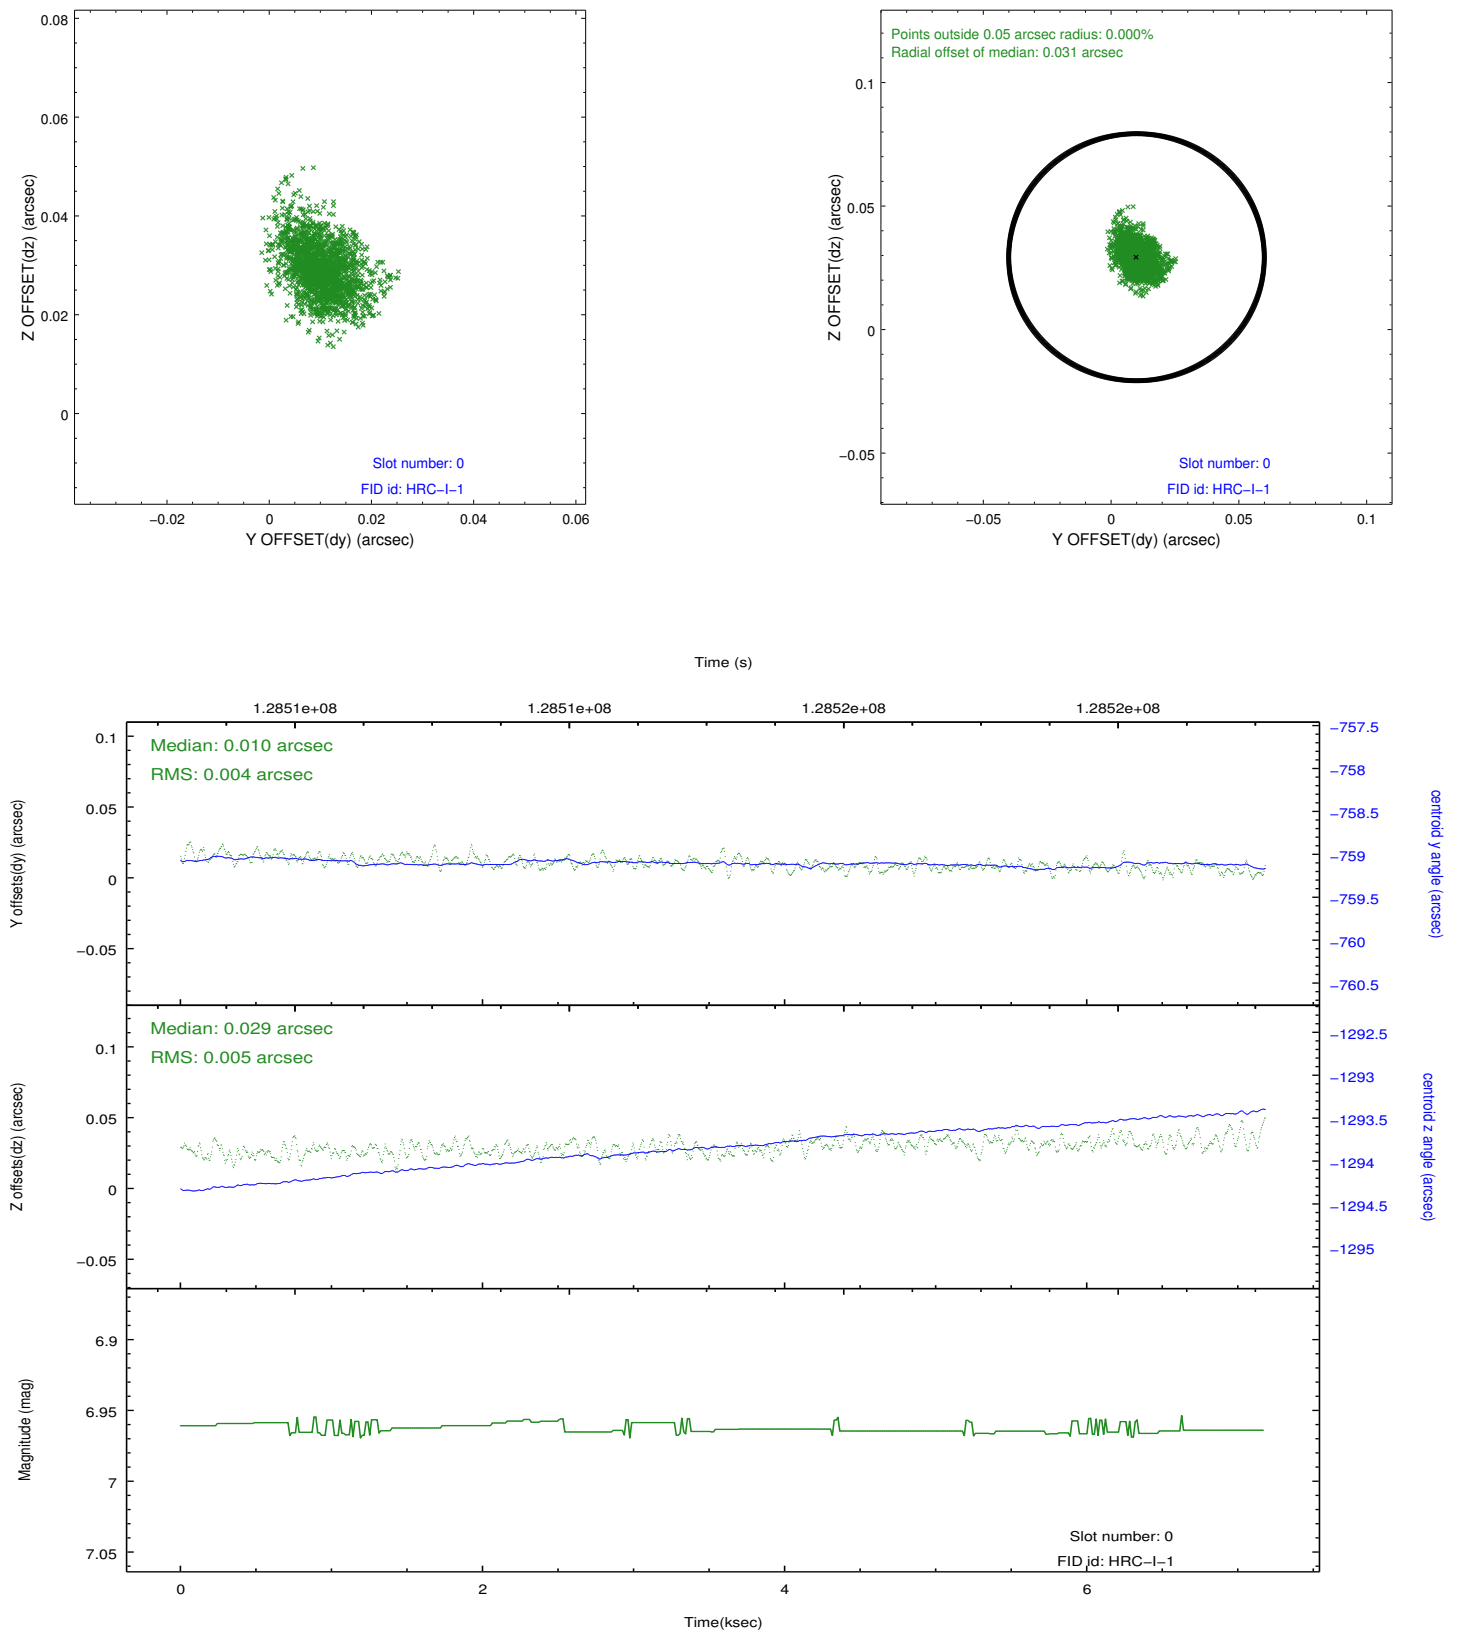 0.08
0.06
0.04
0.02
0
Z OFFSET(dz) (arcsec)
Slot number: 0
FID id: HRC−I−1
−0.02 0 0.02 0.04 0.06
Y OFFSET(dy) (arcsec)
Points outside 0.05 arcsec radius: 0.000%
Radial offset of median: 0.031 arcsec
0.1
0.05
0
−0.05
Z OFFSET(dz) (arcsec)
Slot number: 0
FID id: HRC−I−1
−0.05 0 0.05 0.1
Y OFFSET(dy) (arcsec)
Time (s)
1.2851e+08 1.2851e+08 1.2852e+08 1.2852e+08
Median: 0.010 arcsec
RMS: 0.004 arcsec
0.1
0.05
0
−0.05
Y offsets(dy) (arcsec)
−757.5
−758
−758.5
−759
−759.5
−760
−760.5
centroid y angle (arcsec)
Median: 0.029 arcsec
RMS: 0.005 arcsec
0.1
0.05
0
−0.05
Z offsets(dz) (arcsec)
−1292.5
−1293
−1293.5
−1294
−1294.5
−1295
centroid z angle (arcsec)
6.9
6.95
7
7.05
Magnitude (mag)
Slot number: 0
FID id: HRC−I−1
0 2 4 6
Time(ksec)